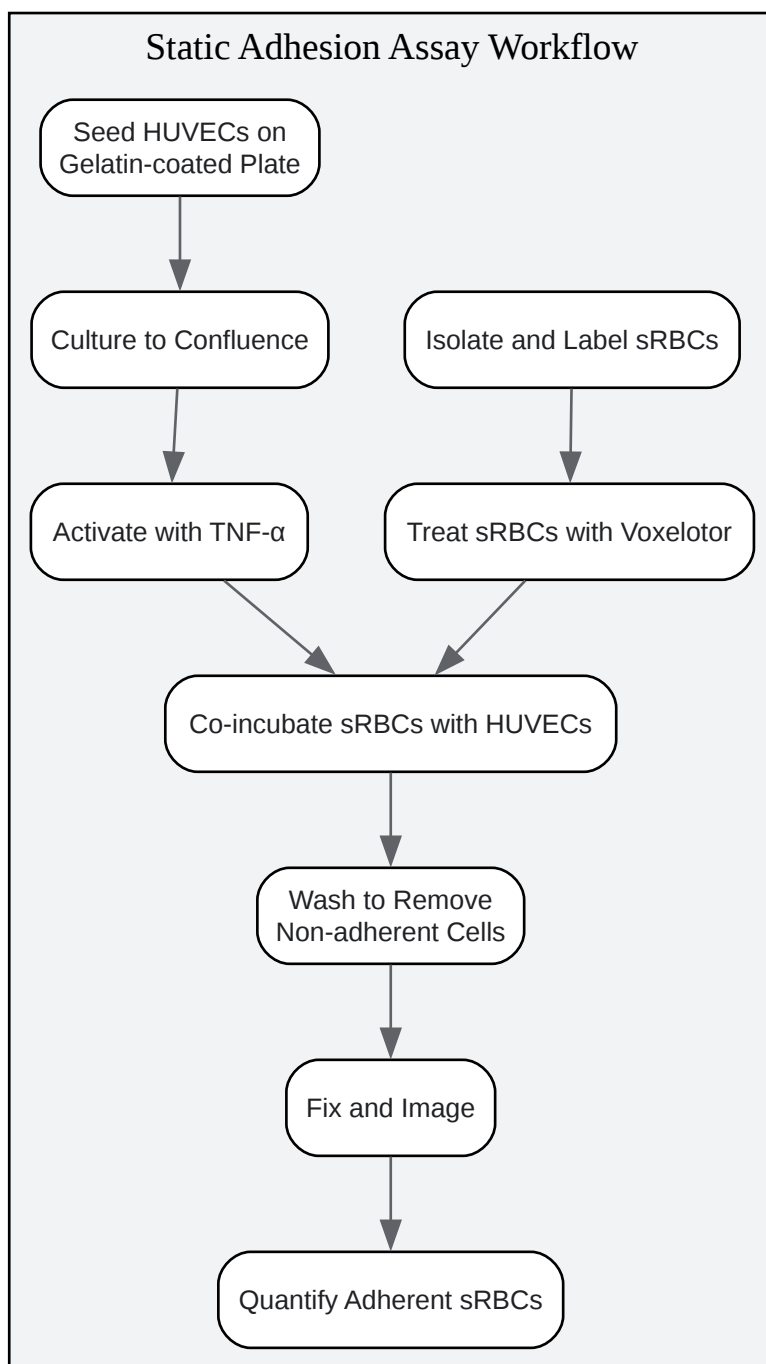 Static Adhesion Assay Workflow
Seed HUVECs on
Gelatin-coated Plate
Culture to Confluence
Isolate and Label sRBCs
Activate with TNF-α
Treat sRBCs with Voxelotor
Co-incubate sRBCs with HUVECs
Wash to Remove
Non-adherent Cells
Fix and Image
Quantify Adherent sRBCs